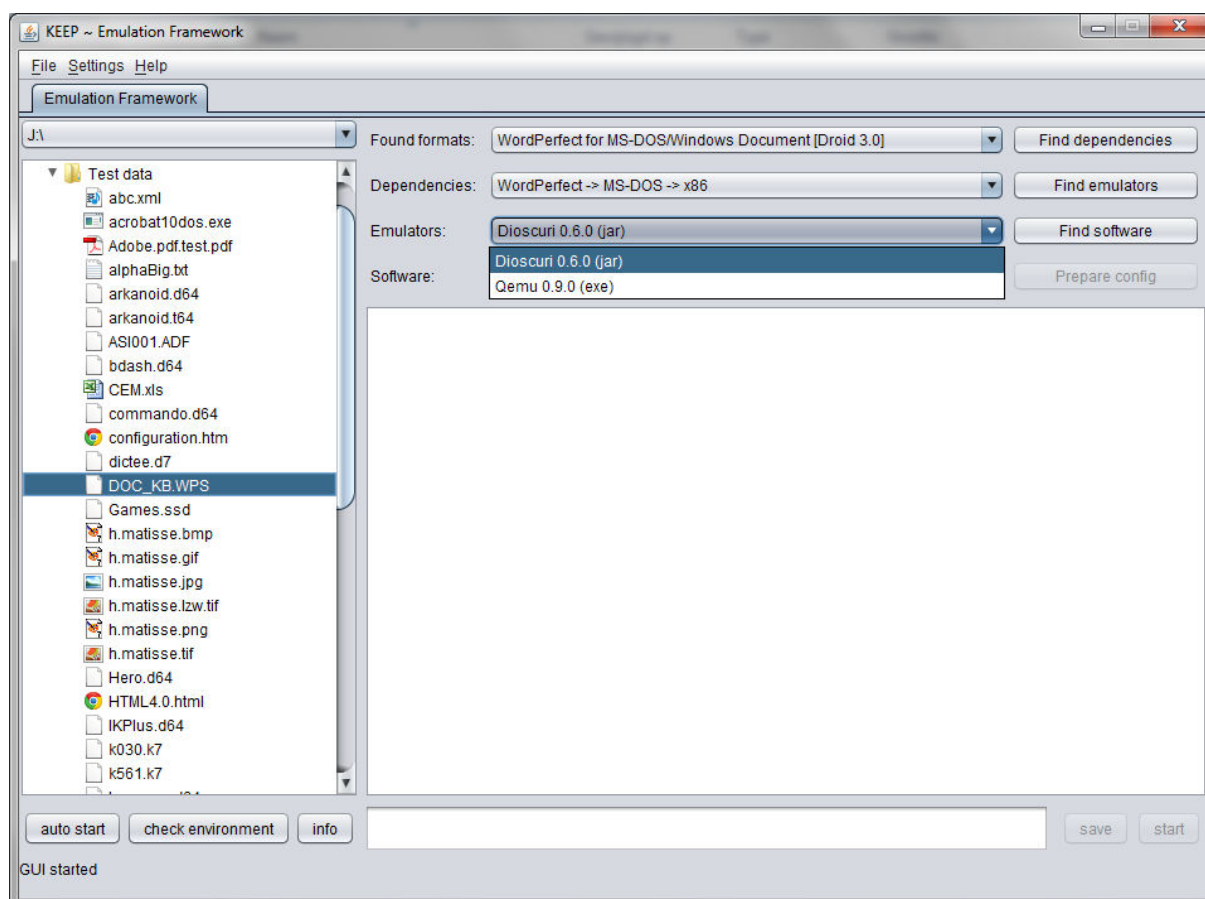 KEEP ~ Emulation Framework
File Settings Help
Emulation Framework
J:\
Test data
abc.xml
acrobat10dos.exe
Adobe.pdf.test.pdf
alphaBig.txt
arkanoid.d64
arkanoid.t64
ASI001.ADF
bdash.d64
CEM.xls
commando.d64
configuration.htm
dictee.d7
DOC_KB.WPS
Games.ssd
h.matisse.bmp
h.matisse.gif
h.matisse.jpg
h.matisse.lzw.tif
h.matisse.png
h.matisse.tif
Hero.d64
HTML4.0.html
IKPlus.d64
k030.k7
k561.k7
Found formats: WordPerfect for MS-DOS/Windows Document [Droid 3.0] Find dependencies
Dependencies: WordPerfect -> MS-DOS -> x86 Find emulators
Emulators: Dioscuri 0.6.0 (jar) Find software
Dioscuri 0.6.0 (jar)
Software: Prepare config
Qemu 0.9.0 (exe)
auto start check environment info save start
GUI started